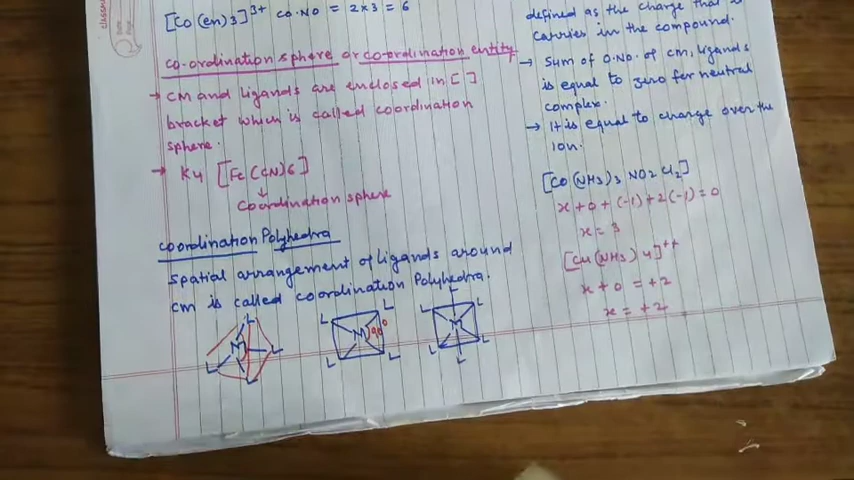 [Co(en)3]3+ CO.NO = 2x3 = 6
co-ordination sphere or co-ordination entity
→ CM and ligands are enclosed in [ ]
bracket which is called coordination
sphere.
→ K4 [Fe(CN)6]
↓
Coordination sphere
coordination Polyhedra
spatial arrangement of ligands around
CM is called coordination Polyhedra.
L L L L
M
L L L L
M 90°
L L L L L L
M
defined as the charge that
carries in the compound.
→ sum of O.NO. of CM, ligands
is equal to zero for neutral
complex.
→ It is equal to charge over the
ion.
[CO(NH3)3 NO2 Cl2]
x + 0 + (-1) + 2(-1) = 0
x = 3
[Cu(NH3)4]++
x + 0 = +2
x = +2